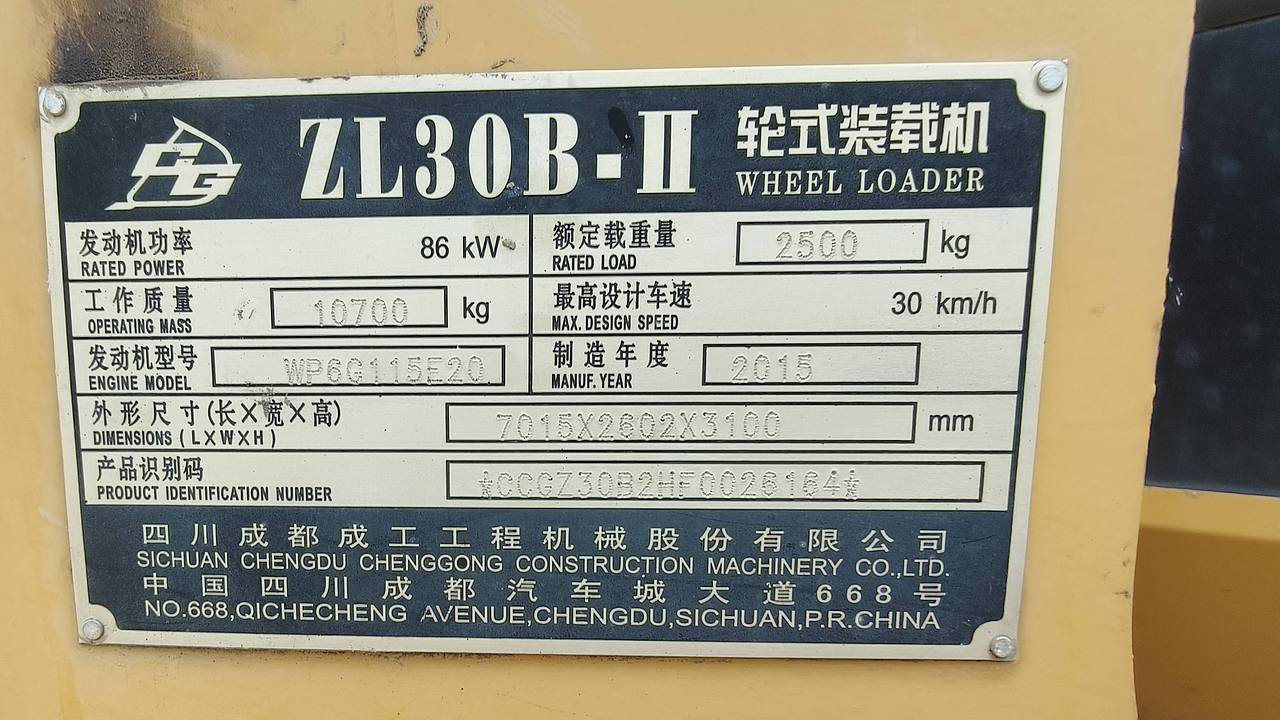 CG
ZL30B-II
轮式装载机
WHEEL LOADER
发动机功率 86 kW
RATED POWER
额定载重量 2500 kg
RATED LOAD
工作质量 10700 kg
OPERATING MASS
最高设计车速 30 km/h
MAX. DESIGN SPEED
发动机型号 WP6G115E20
ENGINE MODEL
制造年度 2015
MANUF. YEAR
外形尺寸(长×宽×高) 7015X2602X3100 mm
DIMENSIONS (L×W×H)
产品识别码 *CCGZ30B2HF0026164*
PRODUCT IDENTIFICATION NUMBER
四川成都成工工程机械股份有限公司
SICHUAN CHENGDU CHENGGONG CONSTRUCTION MACHINERY CO.,LTD.
中国四川成都汽车城大道668号
NO.668,QICHECHENG AVENUE,CHENGDU,SICHUAN,P.R.CHINA